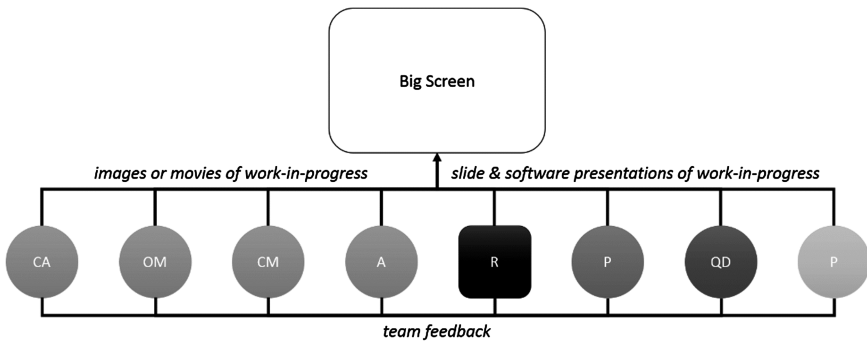 Big Screen
images or movies of work-in-progress
slide & software presentations of work-in-progress
CA
OM
CM
A
R
P
QD
P
team feedback